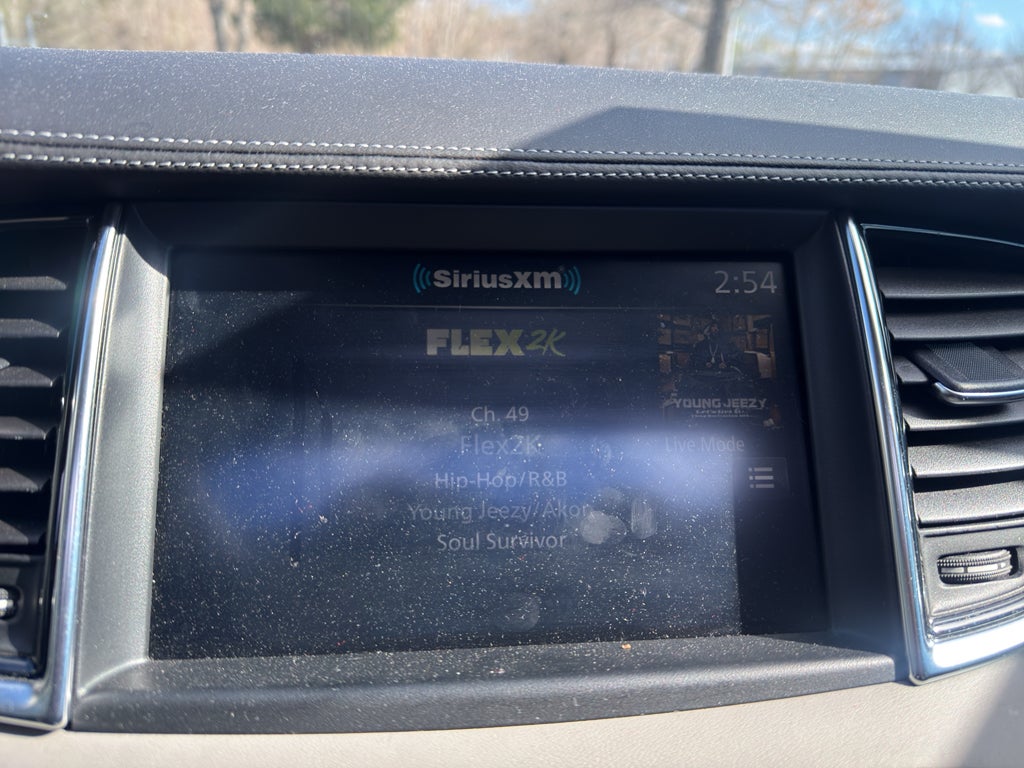 SiriusXm
2:54
FLEX2K
YOUNG JEEZY
Ch. 49
Flex2K
Live Mode
Hip-Hop/R&B
Young Jeezy/Akon
Soul Survivor